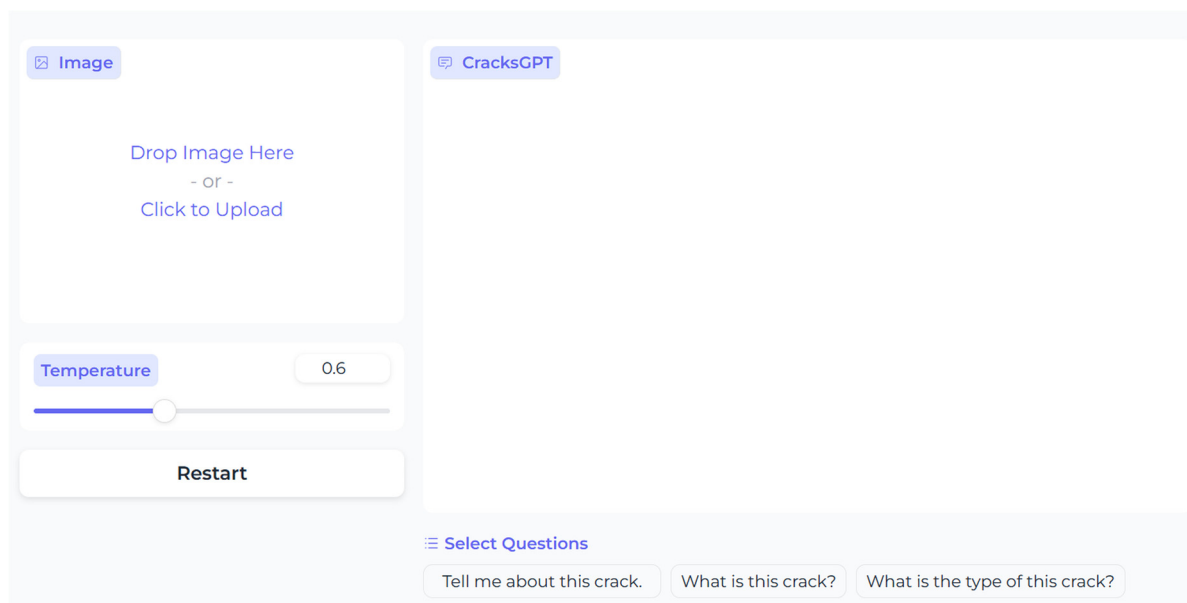 Image
CracksGPT
Drop Image Here
- or -
Click to Upload
Temperature
0.6
Restart
Select Questions
Tell me about this crack.
What is this crack?
What is the type of this crack?